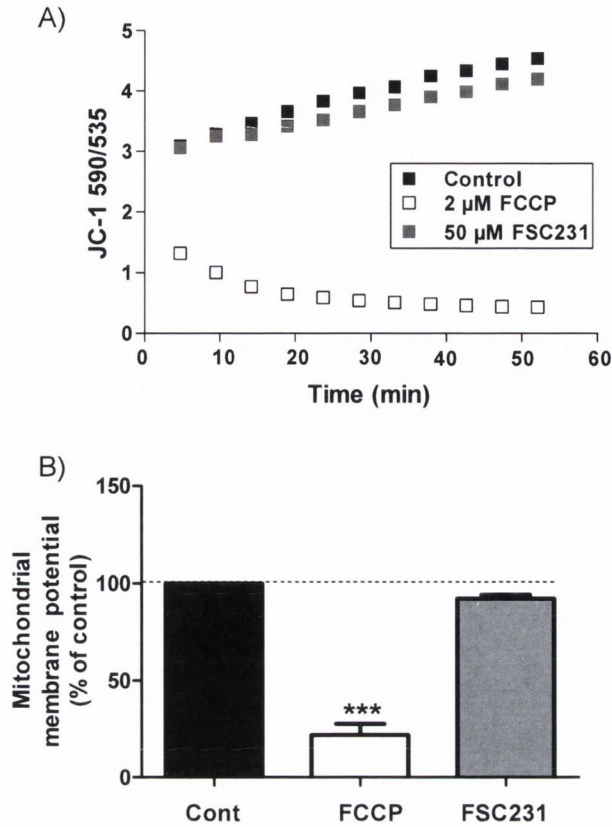 A)
5
4
3
2
1
0
JC-1 590/535
Control
2 µM FCCP
50 µM FSC231
0 10 20 30 40 50 60
Time (min)
B)
150
100
50
0
Mitochondrial
membrane potential
(% of control)
***
Cont FCCP FSC231